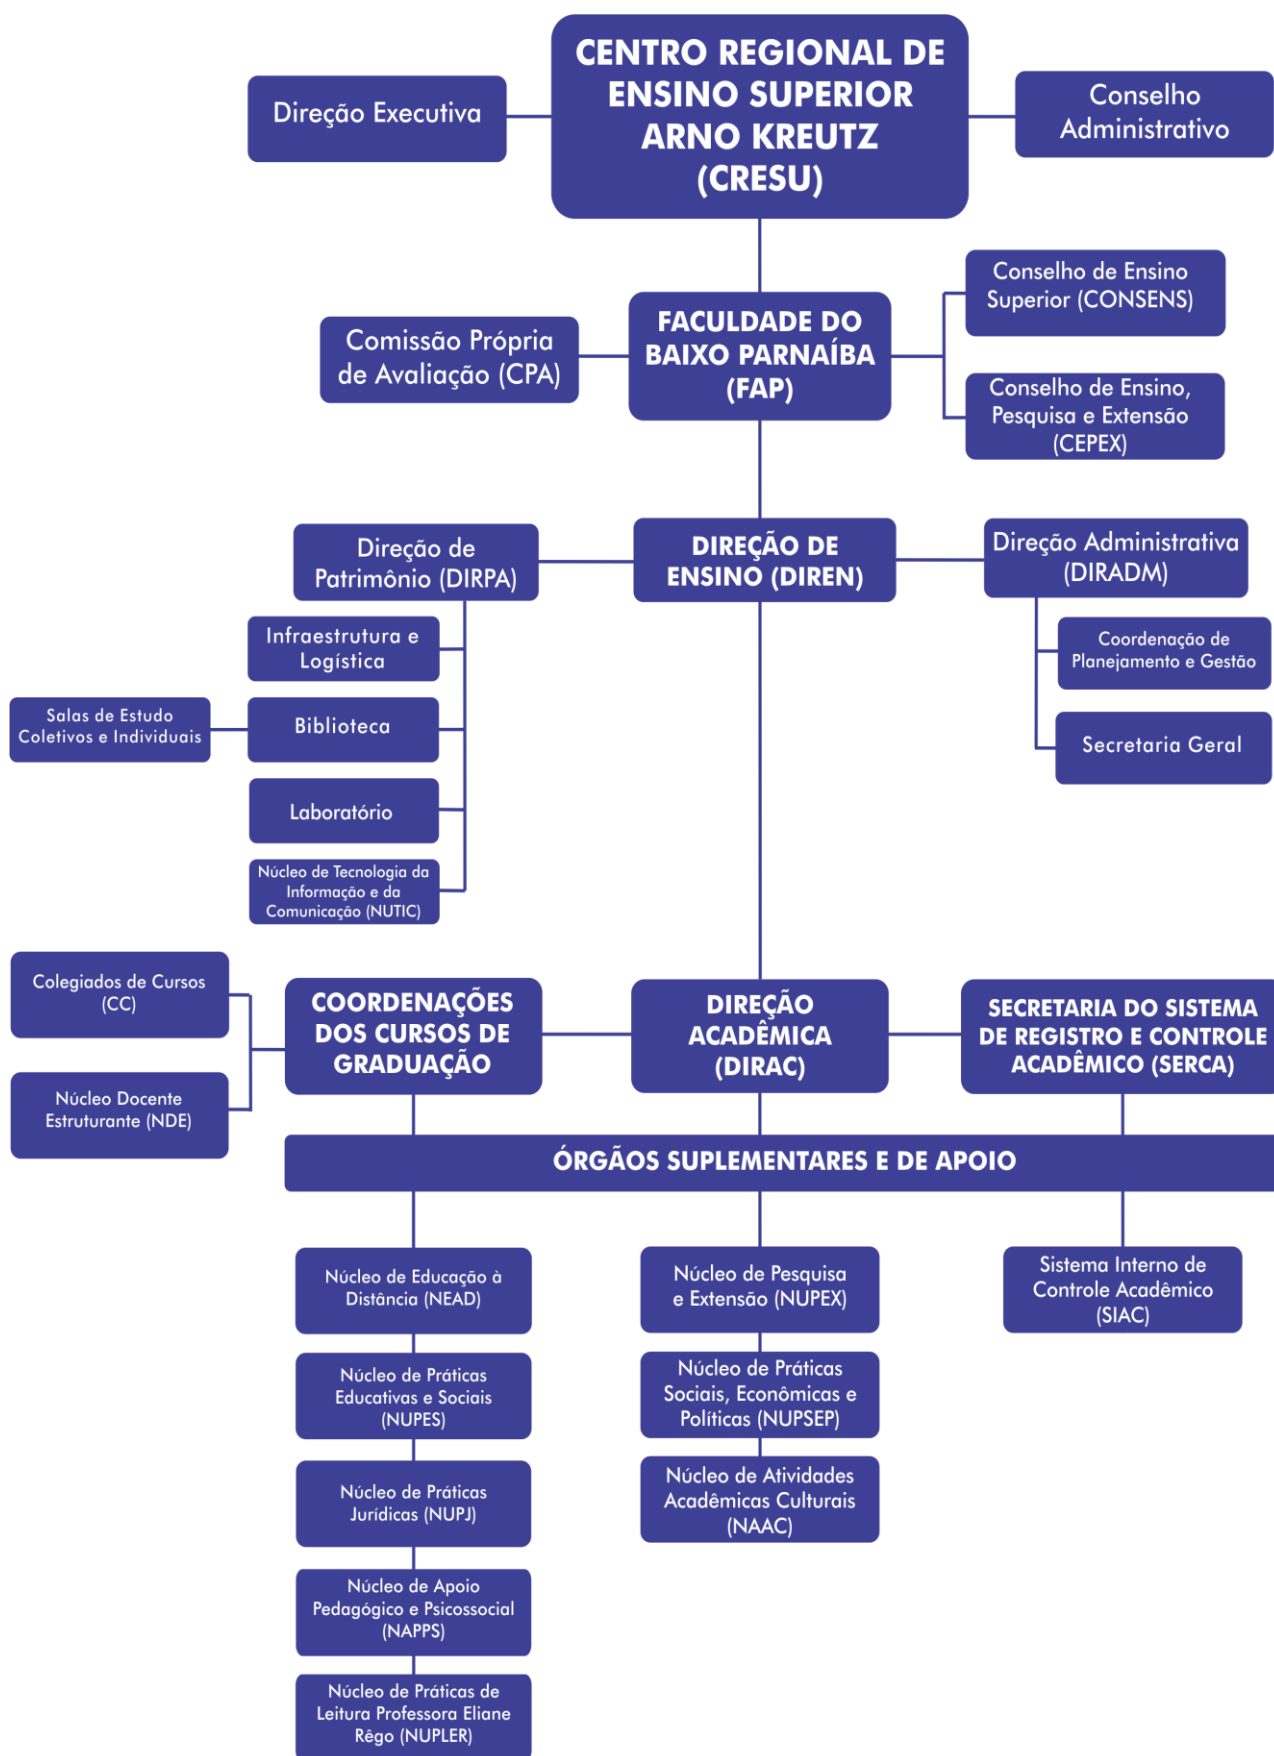 CENTRO REGIONAL DE
ENSINO SUPERIOR
ARNO KREUTZ
(CRESU)
Direção Executiva
Conselho
Administrativo
FACULDADE DO
BAIXO PARNAÍBA
(FAP)
Comissão Própria
de Avaliação (CPA)
Conselho de Ensino
Superior (CONSENS)
Conselho de Ensino,
Pesquisa e Extensão
(CEPEX)
DIREÇÃO DE
ENSINO (DIREN)
Direção de
Patrimônio (DIRPA)
Direção Administrativa
(DIRADM)
Infraestrutura e
Logística
Coordenação de
Planejamento e Gestão
Salas de Estudo
Coletivos e Individuais
Biblioteca
Secretaria Geral
Laboratório
Núcleo de Tecnologia da
Informação e da
Comunicação (NUTIC)
Colegiados de Cursos
(CC)
Núcleo Docente
Estruturante (NDE)
COORDENAÇÕES
DOS CURSOS DE
GRADUAÇÃO
DIREÇÃO
ACADÊMICA
(DIRAC)
SECRETARIA DO SISTEMA
DE REGISTRO E CONTROLE
ACADÊMICO (SERCA)
ÓRGÃOS SUPLEMENTARES E DE APOIO
Núcleo de Educação à
Distância (NEAD)
Núcleo de Práticas
Educativas e Sociais
(NUPES)
Núcleo de Práticas
Jurídicas (NUPJ)
Núcleo de Apoio
Pedagógico e Psicossocial
(NAPPS)
Núcleo de Práticas de
Leitura Professora Eliane
Rêgo (NUPLER)
Núcleo de Pesquisa
e Extensão (NUPEX)
Núcleo de Práticas
Sociais, Econômicas e
Políticas (NUPSEP)
Núcleo de Atividades
Acadêmicas Culturais
(NAAC)
Sistema Interno de
Controle Acadêmico
(SIAC)